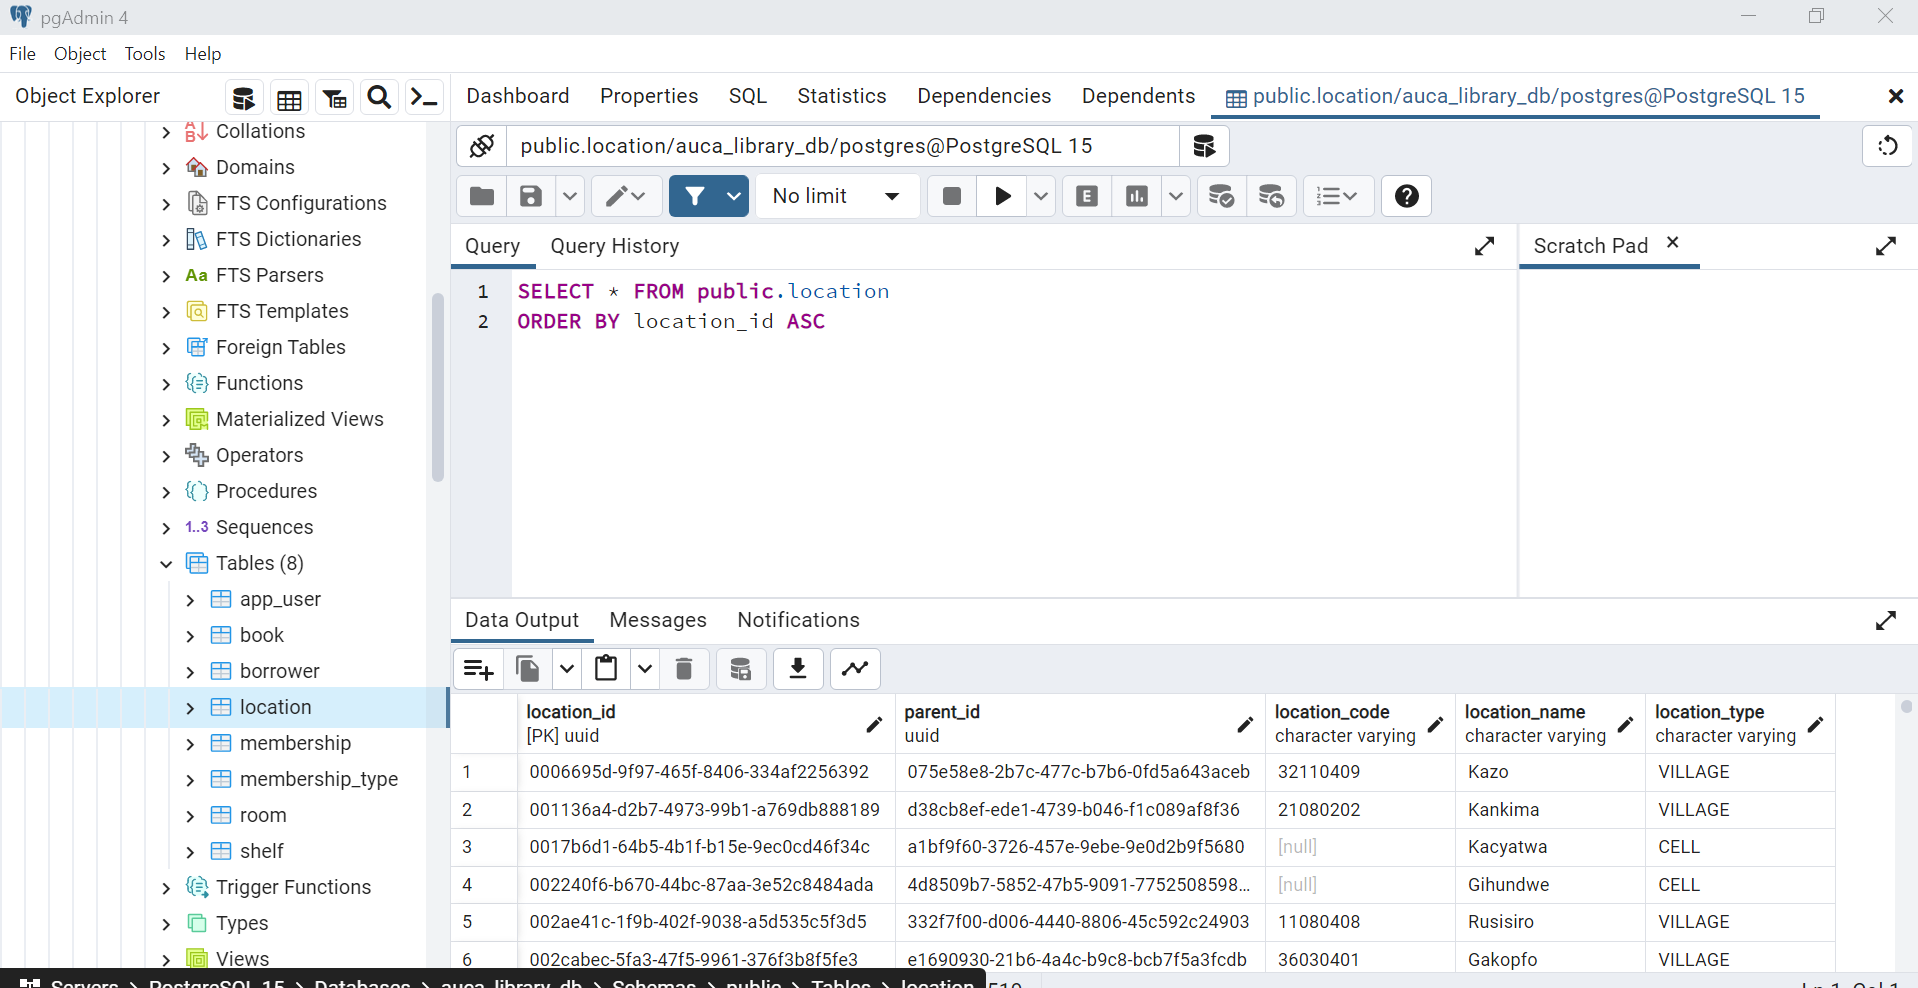 pgAdmin 4
File Object Tools Help
Object Explorer
Dashboard Properties SQL Statistics Dependencies Dependents public.location/auca_library_db/postgres@PostgreSQL 15
public.location/auca_library_db/postgres@PostgreSQL 15
No limit
E
Query Query History
Scratch Pad
1 SELECT * FROM public.location
2 ORDER BY location_id ASC
Collations
Domains
FTS Configurations
FTS Dictionaries
Aa FTS Parsers
FTS Templates
Foreign Tables
Functions
Materialized Views
Operators
Procedures
1..3 Sequences
Tables (8)
app_user
book
borrower
location
membership
membership_type
room
shelf
Trigger Functions
Types
Views
Data Output Messages Notifications
location_id parent_id location_code location_name location_type
[PK] uuid uuid character varying character varying character varying
1 0006695d-9f97-465f-8406-334af2256392 075e58e8-2b7c-477c-b7b6-0fd5a643aceb 32110409 Kazo VILLAGE
2 001136a4-d2b7-4973-99b1-a769db888189 d38cb8ef-ede1-4739-b046-f1c089af8f36 21080202 Kankima VILLAGE
3 0017b6d1-64b5-4b1f-b15e-9ec0cd46f34c a1bf9f60-3726-457e-9ebe-9e0d2b9f5680 [null] Kacyatwa CELL
4 002240f6-b670-44bc-87aa-3e52c8484ada 4d8509b7-5852-47b5-9091-7752508598... [null] Gihundwe CELL
5 002ae41c-1f9b-402f-9038-a5d535c5f3d5 332f7f00-d006-4440-8806-45c592c24903 11080408 Rusisiro VILLAGE
6 002cabec-5fa3-47f5-9961-376f3b8f5fe3 e1690930-21b6-4a4c-b9c8-bcb7f5a3fcdb 36030401 Gakopfo VILLAGE
Servers > PostgreSQL 15 > Databases > auca_library_db > Schemas > public > Tables > location
Ln 1, Col 1